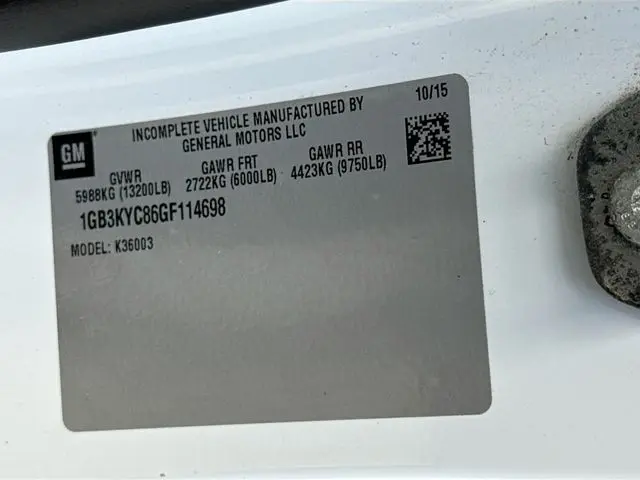 GM
INCOMPLETE VEHICLE MANUFACTURED BY
GENERAL MOTORS LLC
10/15
GVWR
5988KG (13200LB)
GAWR FRT
2722KG (6000LB)
GAWR RR
4423KG (9750LB)
1GB3KYC86GF114698
MODEL: K36003